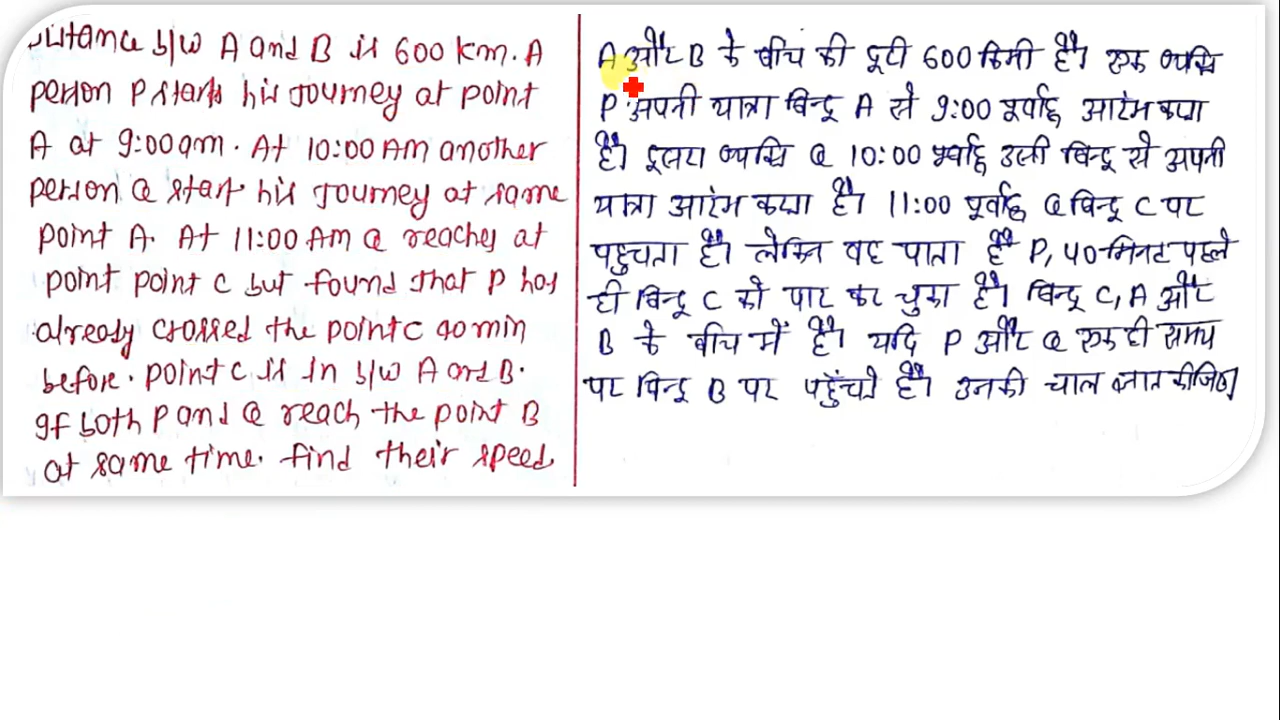 distance b/w A and B is 600 km. A
person P starts his Journey at point
A at 9:00am. At 10:00 AM another
person Q start his Journey at same
point A. At 11:00 AM Q reaches at
point point C but found that P has
already crossed the point C 40 min
before. point C is in b/w A and B.
If both P and Q reach the point B
at same time. find their speed.
A और B के बीच की दूरी 600 किमी है। एक व्यक्ति
P अपनी यात्रा बिन्दू A से 9:00 पूर्वाह्न आरंभ करता
है। दूसरा व्यक्ति Q 10:00 पूर्वाह्न उसी बिन्दू से अपनी
यात्रा आरंभ करता है। 11:00 पूर्वाह्न Q बिन्दू C पर
पहुचता है। लेकिन वह पाता है P, 40 मिनट पहले
ही बिन्दू C को पार कर चुका है। बिन्दू C, A और
B के बीच में है। यदि P और Q एक ही समय
पर बिन्दू B पर पहुँचते है। उनकी चाल ज्ञात कीजिए।